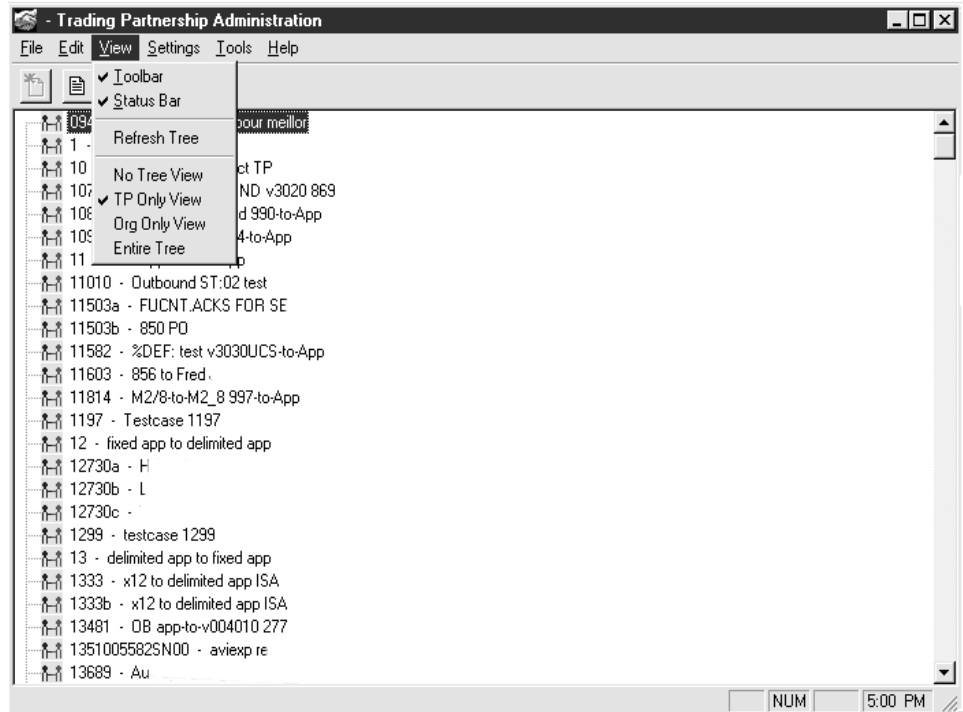 - Trading Partnership Administration
File Edit View Settings Tools Help
Toolbar
Status Bar
Refresh Tree
No Tree View
TP Only View
Org Only View
Entire Tree
094 pour meillor
1 -
10 ct TP
107 ND v3020 869
108 d 990-to-App
109 4-to-App
11
11010 - Outbound ST:02 test
11503a - FUCNT.ACKS FOR SE
11503b - 850 PO
11582 - %DEF: test v3030UCS-to-App
11603 - 856 to Fred
11814 - M2/8-to-M2_8 997-to-App
1197 - Testcase 1197
12 - fixed app to delimited app
12730a - H
12730b - L
12730c -
1299 - testcase 1299
13 - delimited app to fixed app
1333 - x12 to delimited app ISA
1333b - x12 to delimited app ISA
13481 - OB app-to-v004010 277
1351005582SN00 - aviexp re
13689 - Au
NUM 5:00 PM